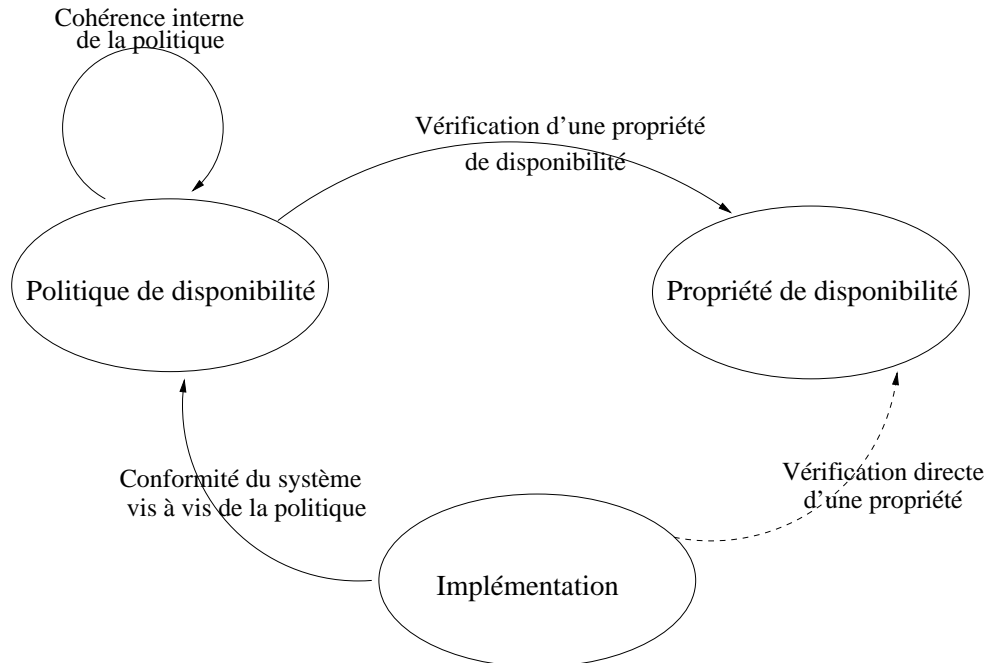 Cohérence interne
de la politique
Vérification d'une propriété
de disponibilité
Politique de disponibilité
Propriété de disponibilité
Conformité du système
vis à vis de la politique
Vérification directe
d'une propriété
Implémentation